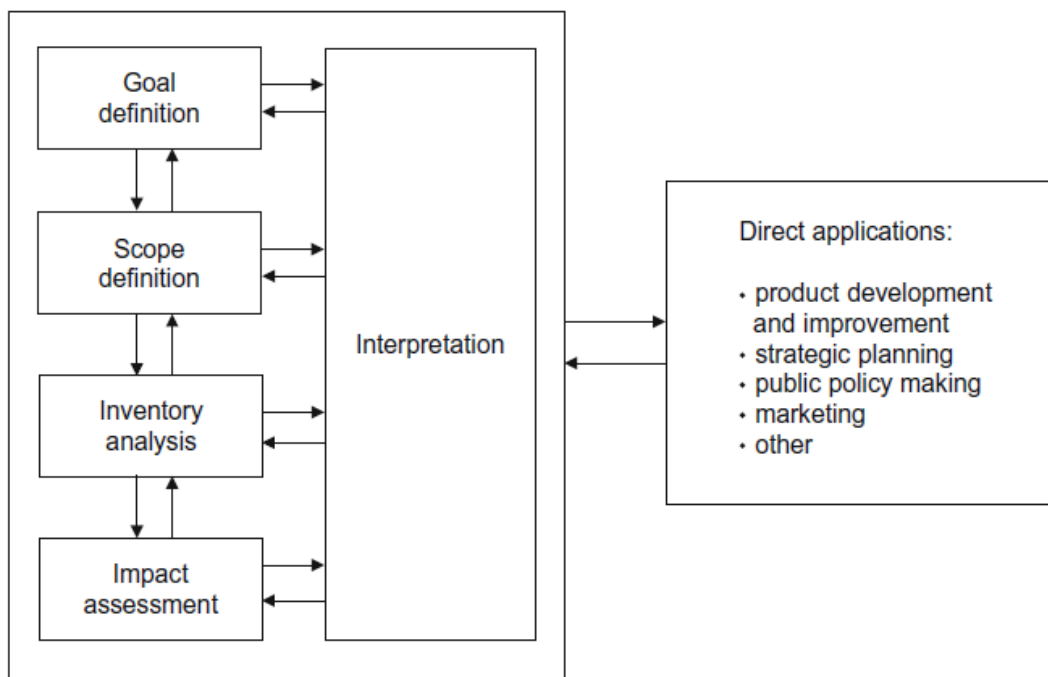 Goal
definition
Scope
definition
Inventory
analysis
Impact
assessment
Interpretation
Direct applications:
• product development
and improvement
• strategic planning
• public policy making
• marketing
• other